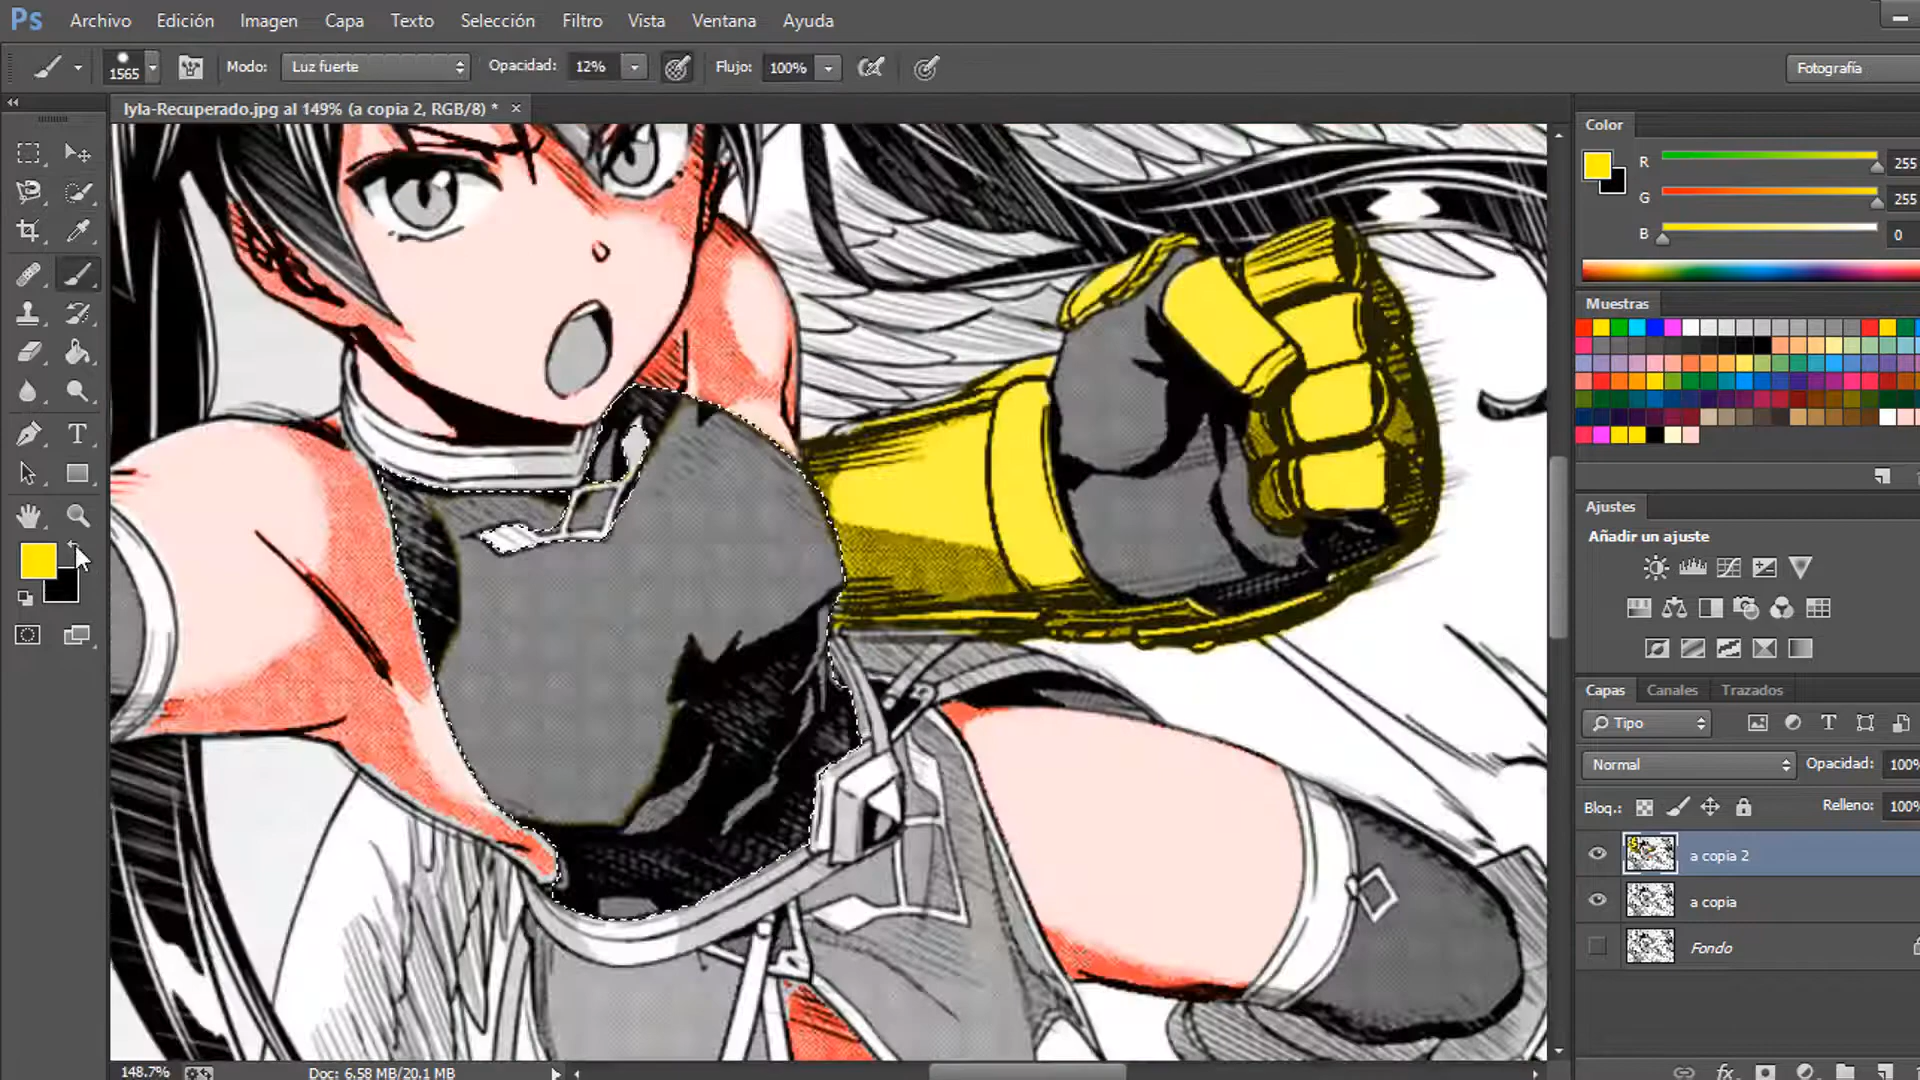 Ps Archivo Edición Imagen Capa Texto Selección Filtro Vista Ventana Ayuda
1565 Modo: Luz fuerte Opacidad: 12% Flujo: 100% Fotografía
lyla-Recuperado.jpg al 149% (a copia 2, RGB/8) * ×
Color
R 255
G 255
B 0
Muestras
Ajustes
Añadir un ajuste
Capas Canales Trazados
Tipo
Normal Opacidad: 100%
Bloq.: Relleno: 100%
a copia 2
a copia
Fondo
148.7% Doc: 6.58 MB/20.1 MB
fx